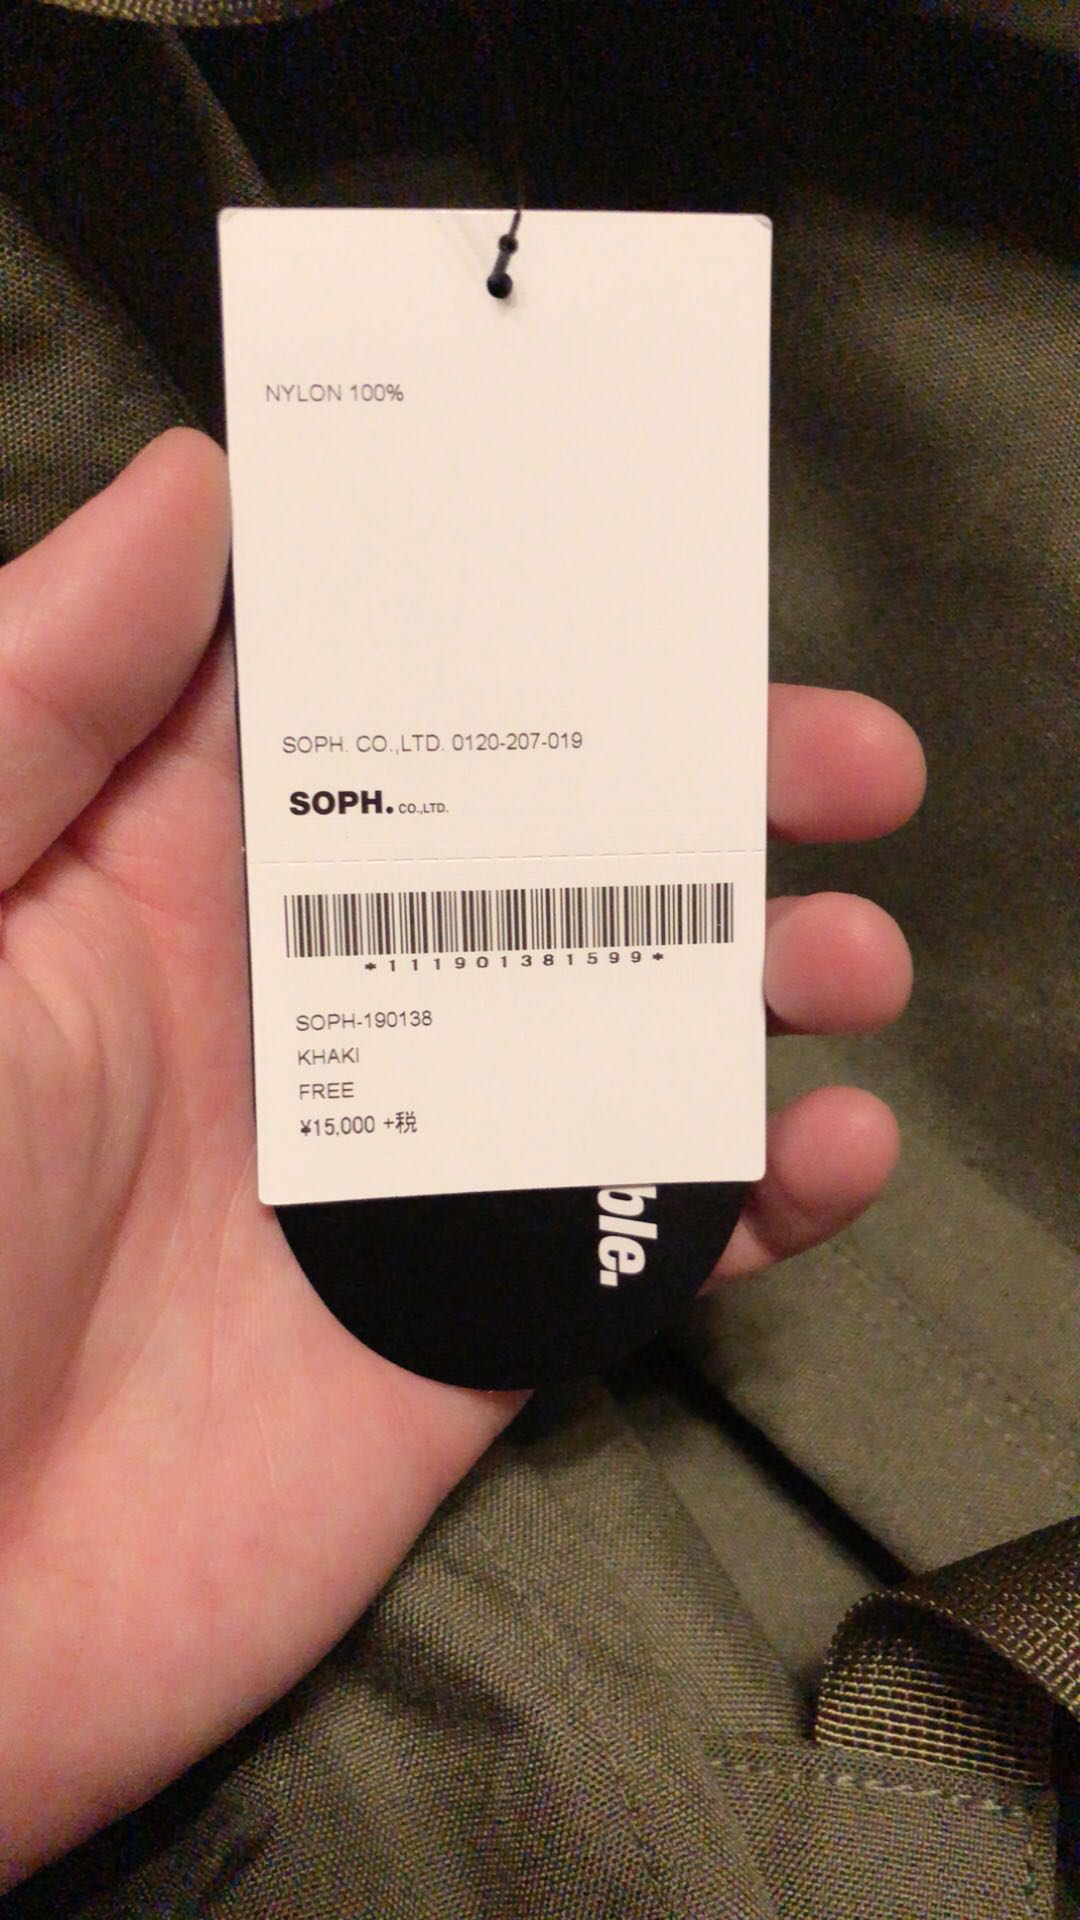 NYLON 100%
SOPH. CO.,LTD. 0120-207-019
SOPH. CO.,LTD.
*111901381599*
SOPH-190138
KHAKI
FREE
¥15,000 +税
ble.